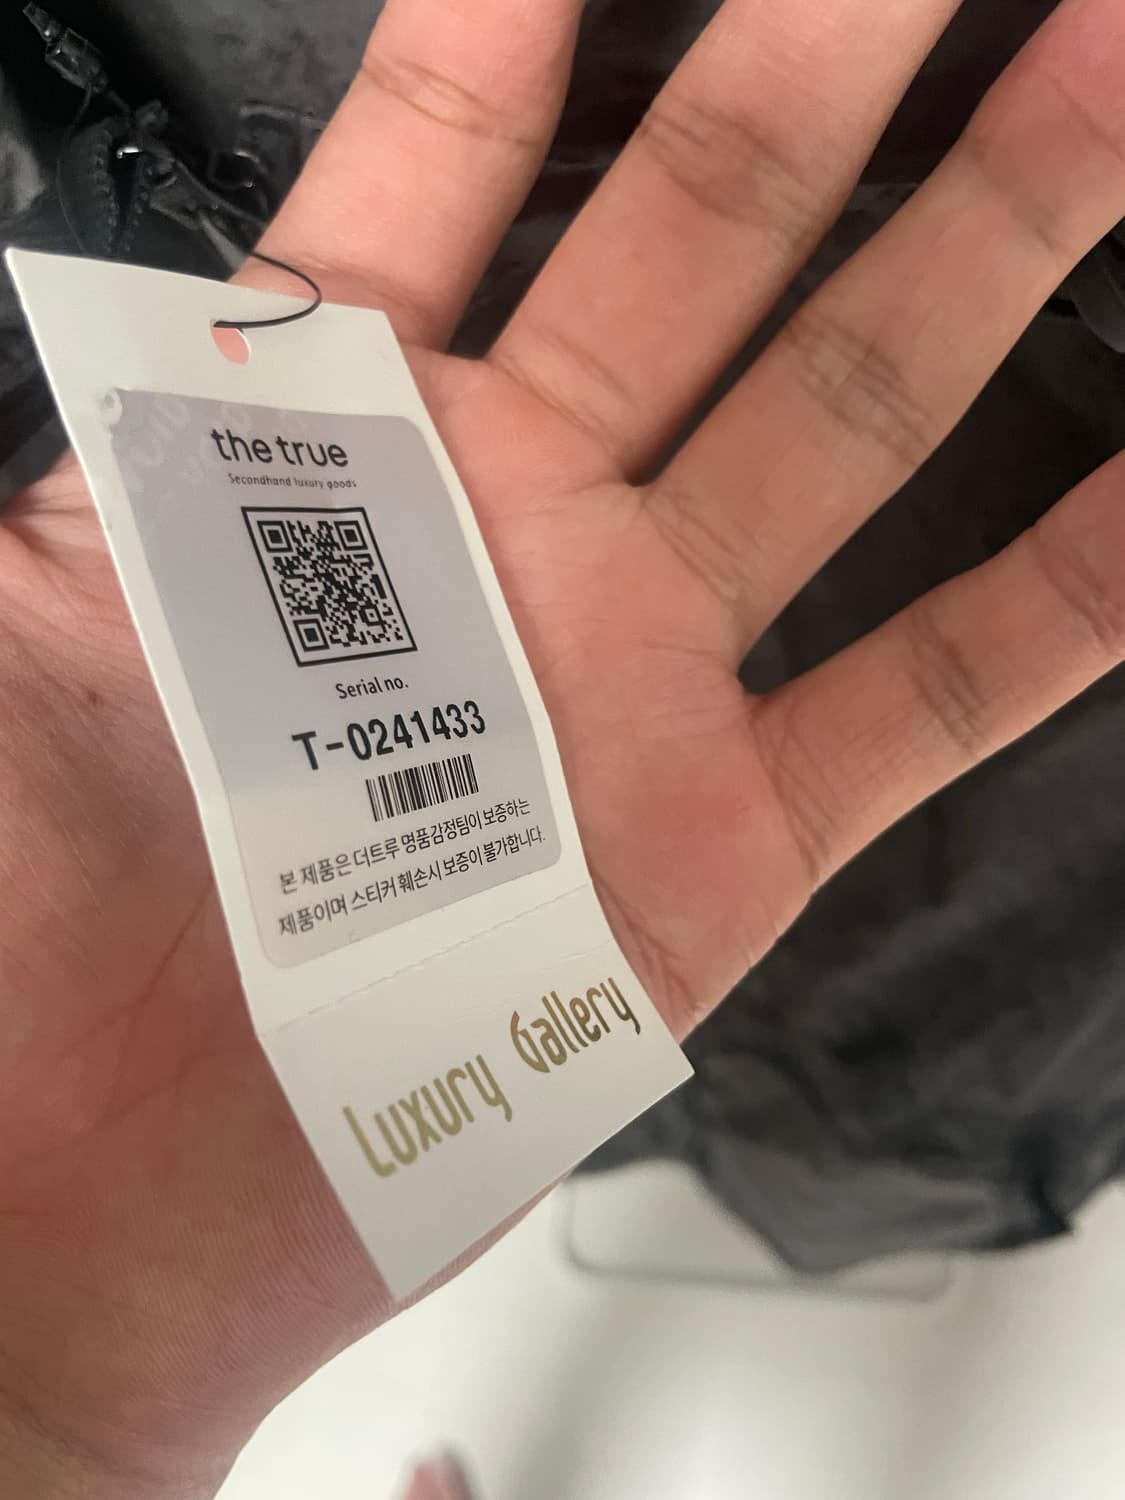 the true
Secondhand luxury goods
Serial no.
T-0241433
본 제품은 더트루 명품감정팀이 보증하는
제품이며 스티커 훼손시 보증이 불가합니다.
Luxury Gallery